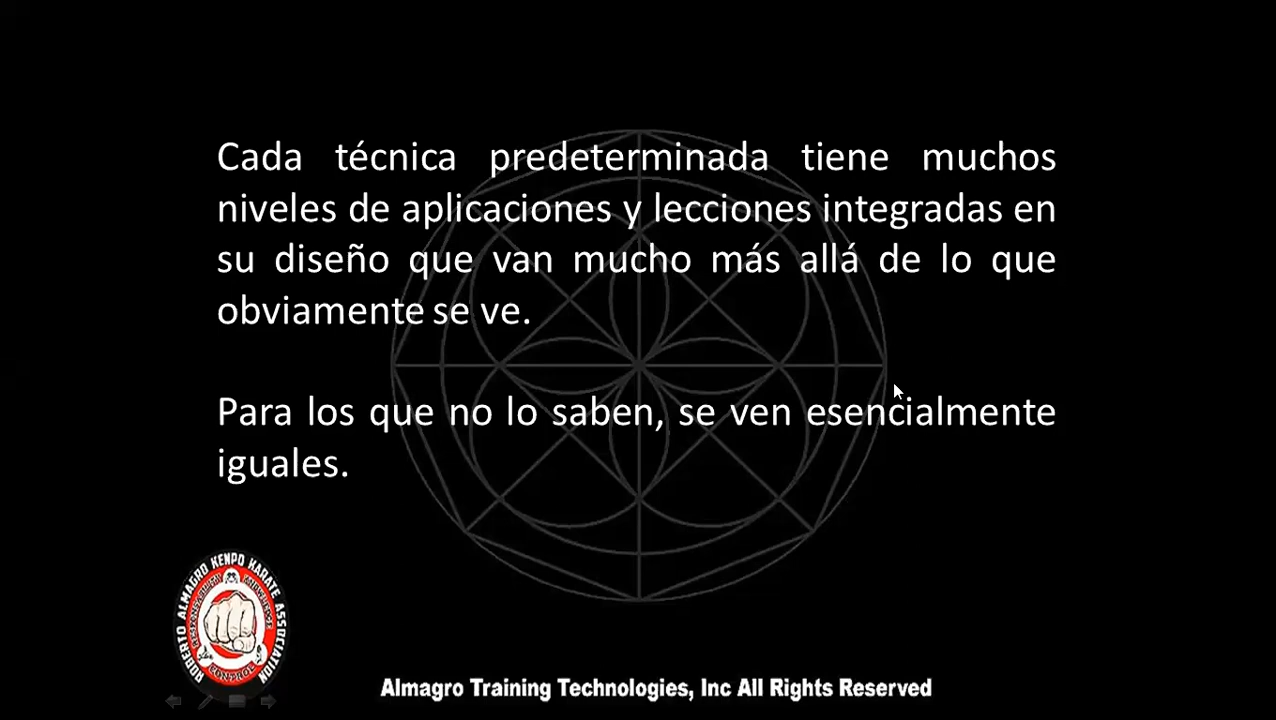 Cada técnica predeterminada tiene muchos
niveles de aplicaciones y lecciones integradas en
su diseño que van mucho más allá de lo que
obviamente se ve.
Para los que no lo saben, se ven esencialmente
iguales.
ROBERTO ALMAGRO KENPO KARATE ASSOCIATION
RESPONSABILITY KNOWLEDGE
CONTROL
Almagro Training Technologies, Inc All Rights Reserved